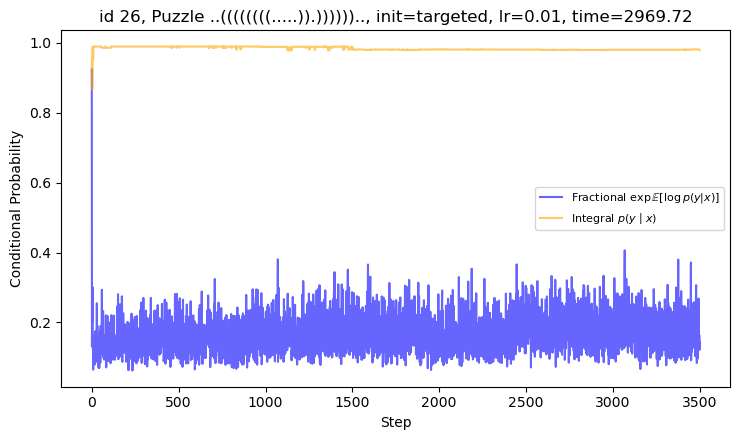 id 26, Puzzle ..((((((((.....)).)))))).., init=targeted, lr=0.01, time=2969.72
Conditional Probability
1.0
0.8
0.6
0.4
0.2
Fractional exp𝔼[log p(y|x)]
Integral p(y | x)
0 500 1000 1500 2000 2500 3000 3500
Step